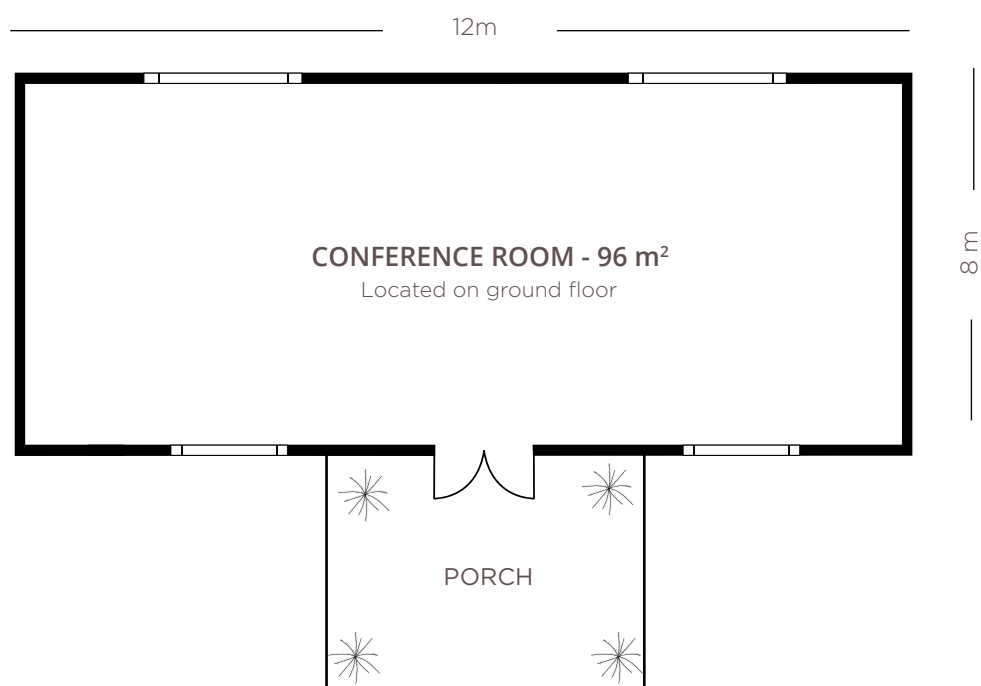 12m
8 m
CONFERENCE ROOM - 96 m²
Located on ground floor
PORCH